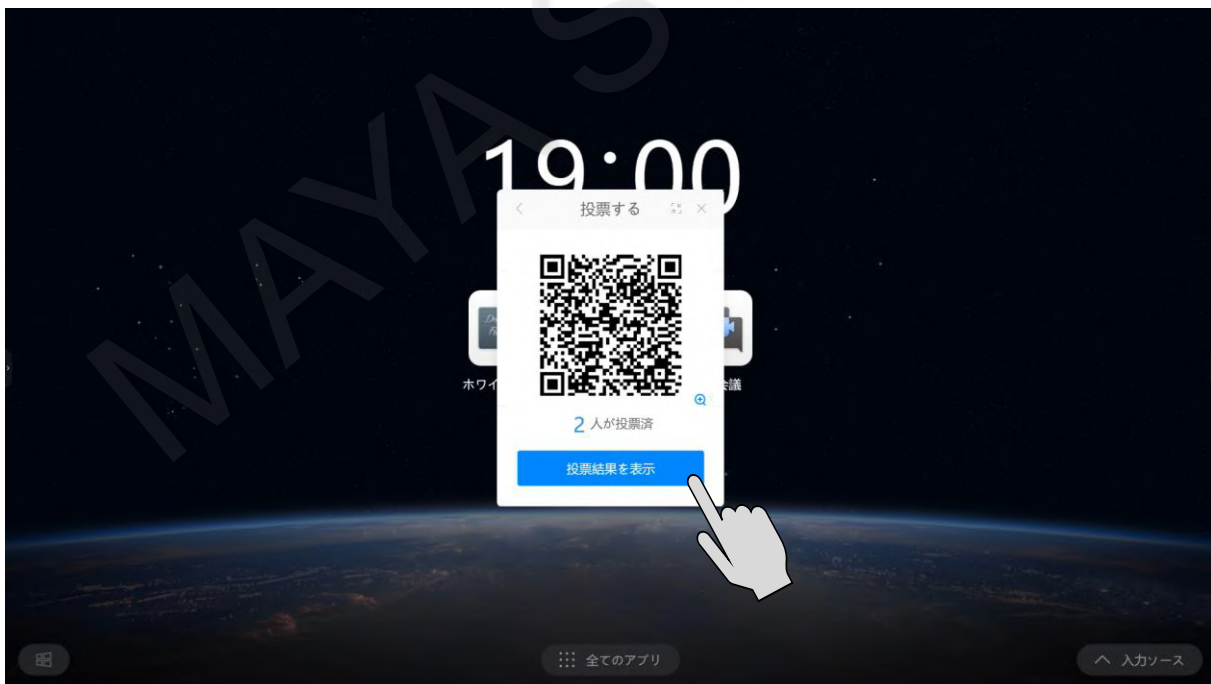 MAYA S
19:00
投票する
ホワイ
会議
2 人が投票済
投票結果を表示
全てのアプリ
入力ソース